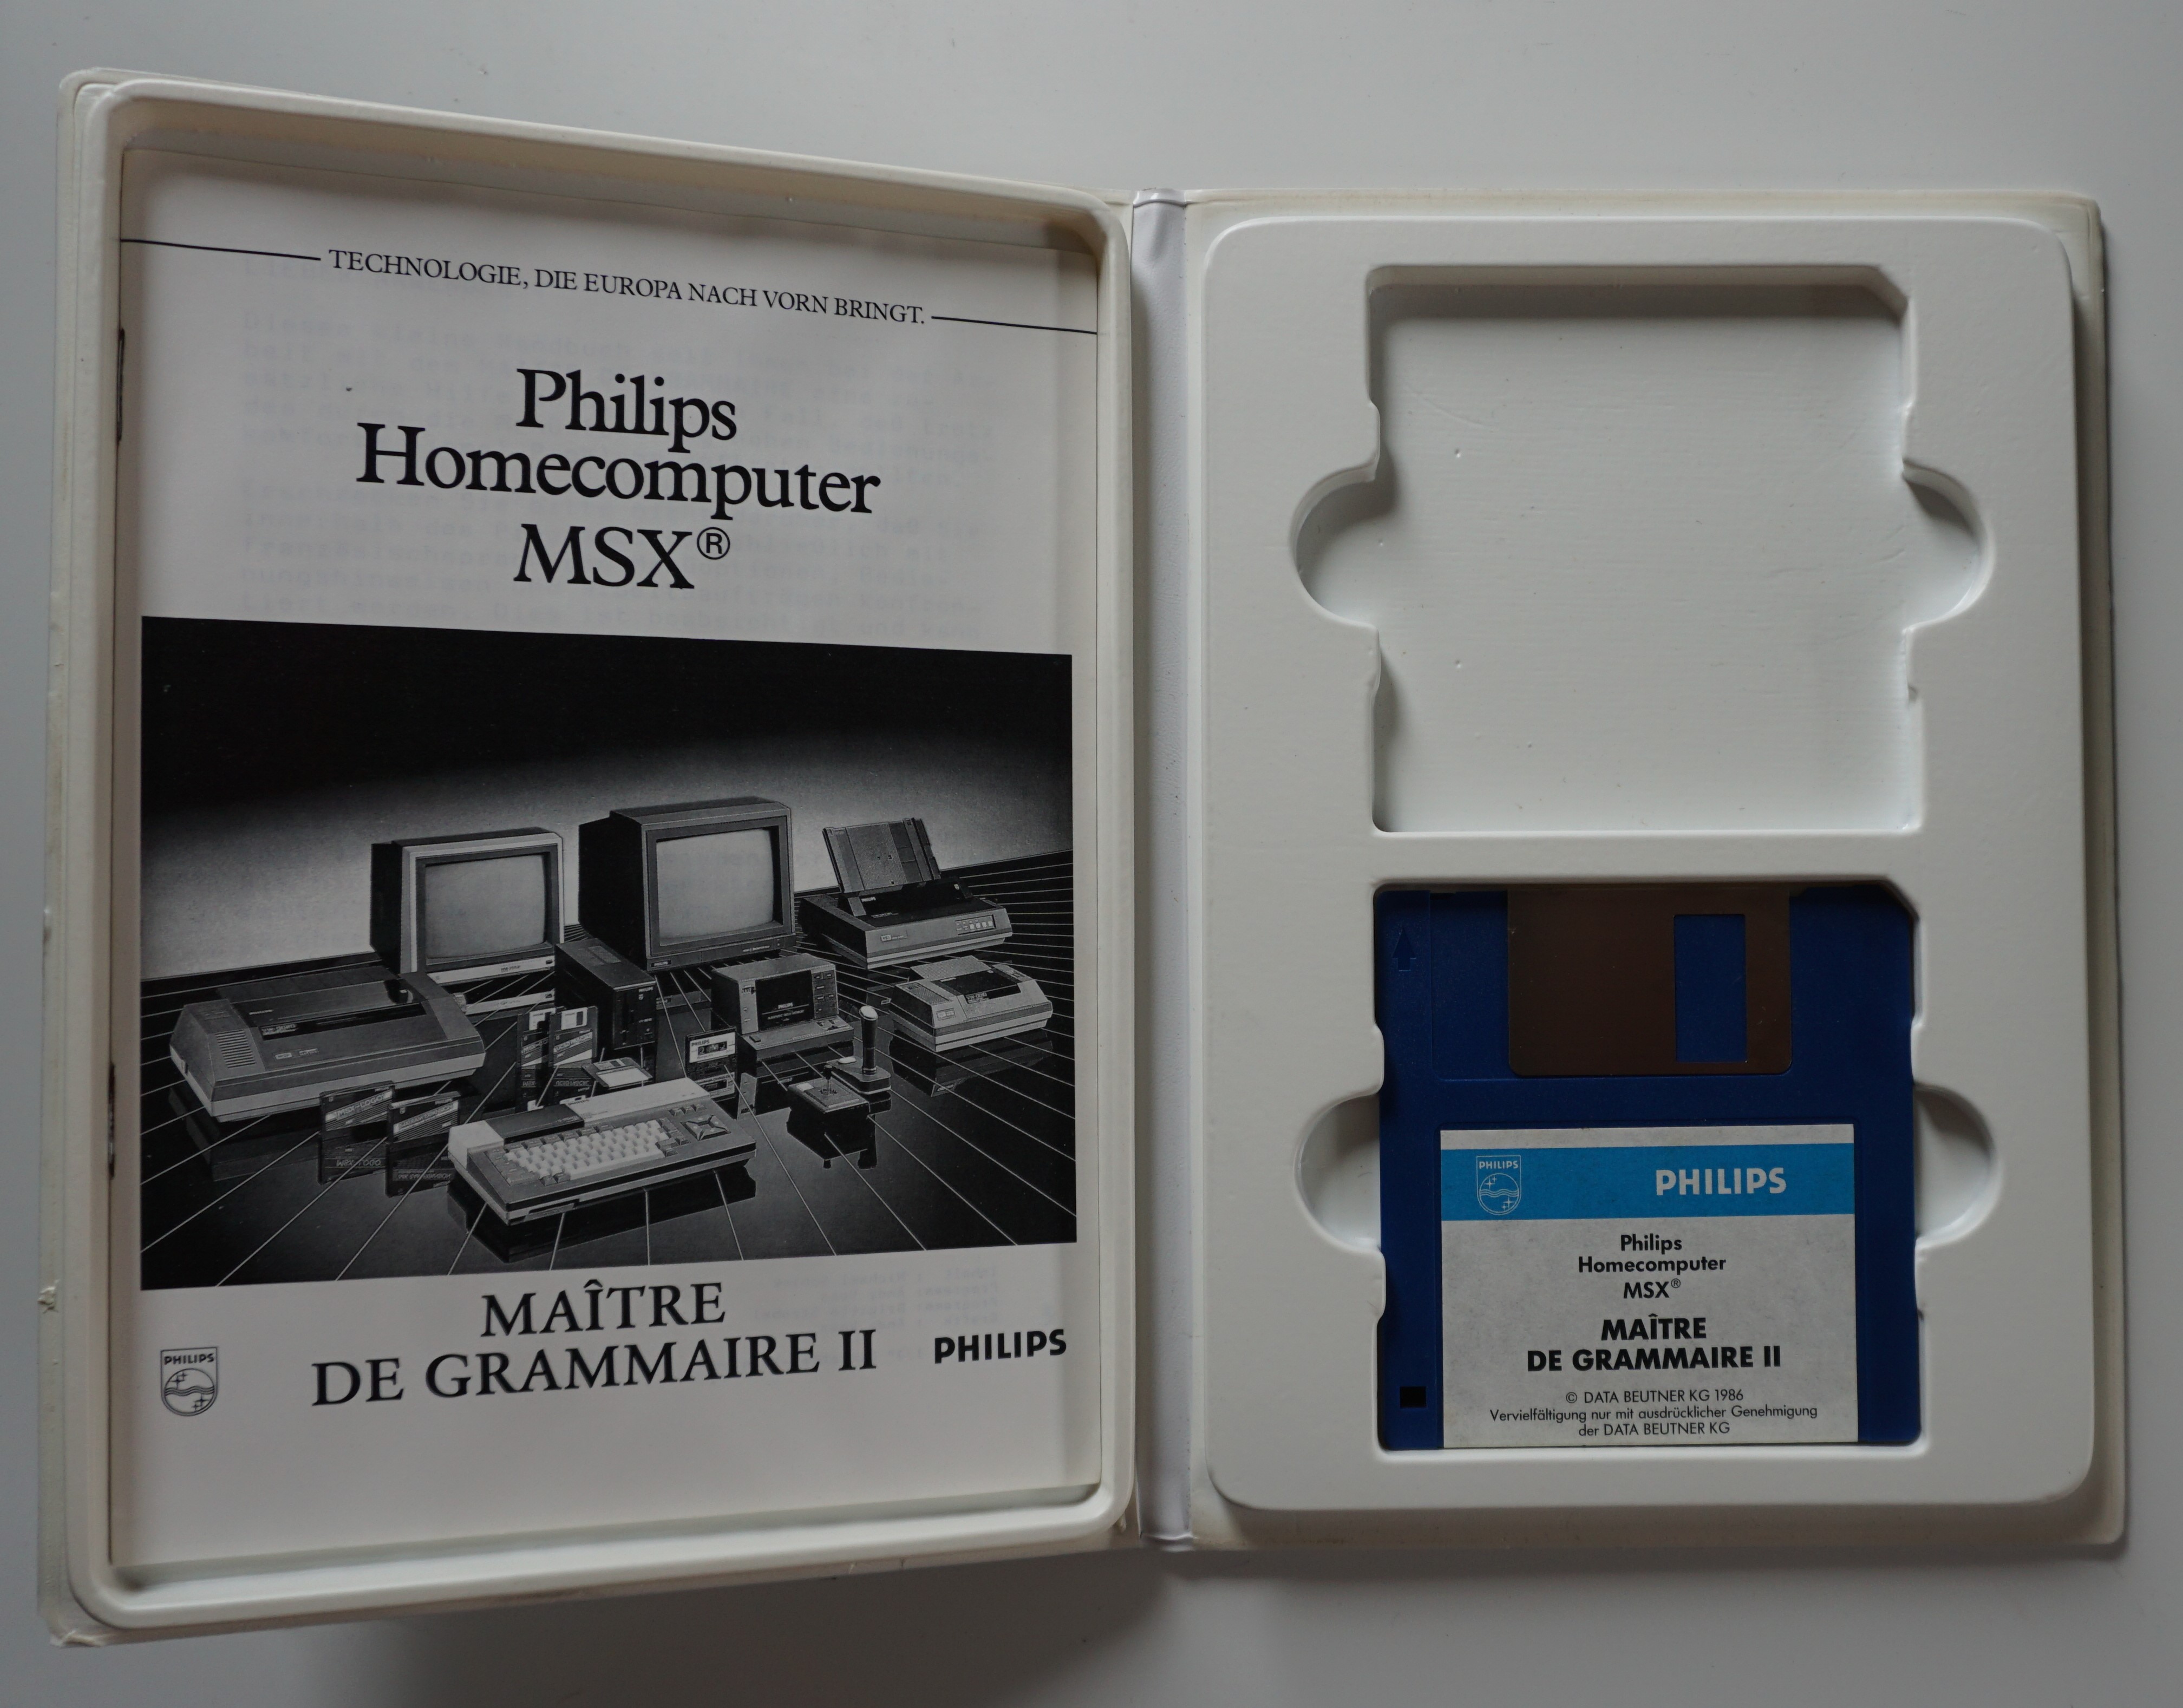 TECHNOLOGIE, DIE EUROPA NACH VORN BRINGT.
Philips
Homecomputer
MSX®
MAÎTRE
DE GRAMMAIRE II
PHILIPS
PHILIPS
PHILIPS
PHILIPS
Philips
Homecomputer
MSX®
MAÎTRE
DE GRAMMAIRE II
© DATA BEUTNER KG 1986
Vervielfältigung nur mit ausdrücklicher Genehmigung
der DATA BEUTNER KG